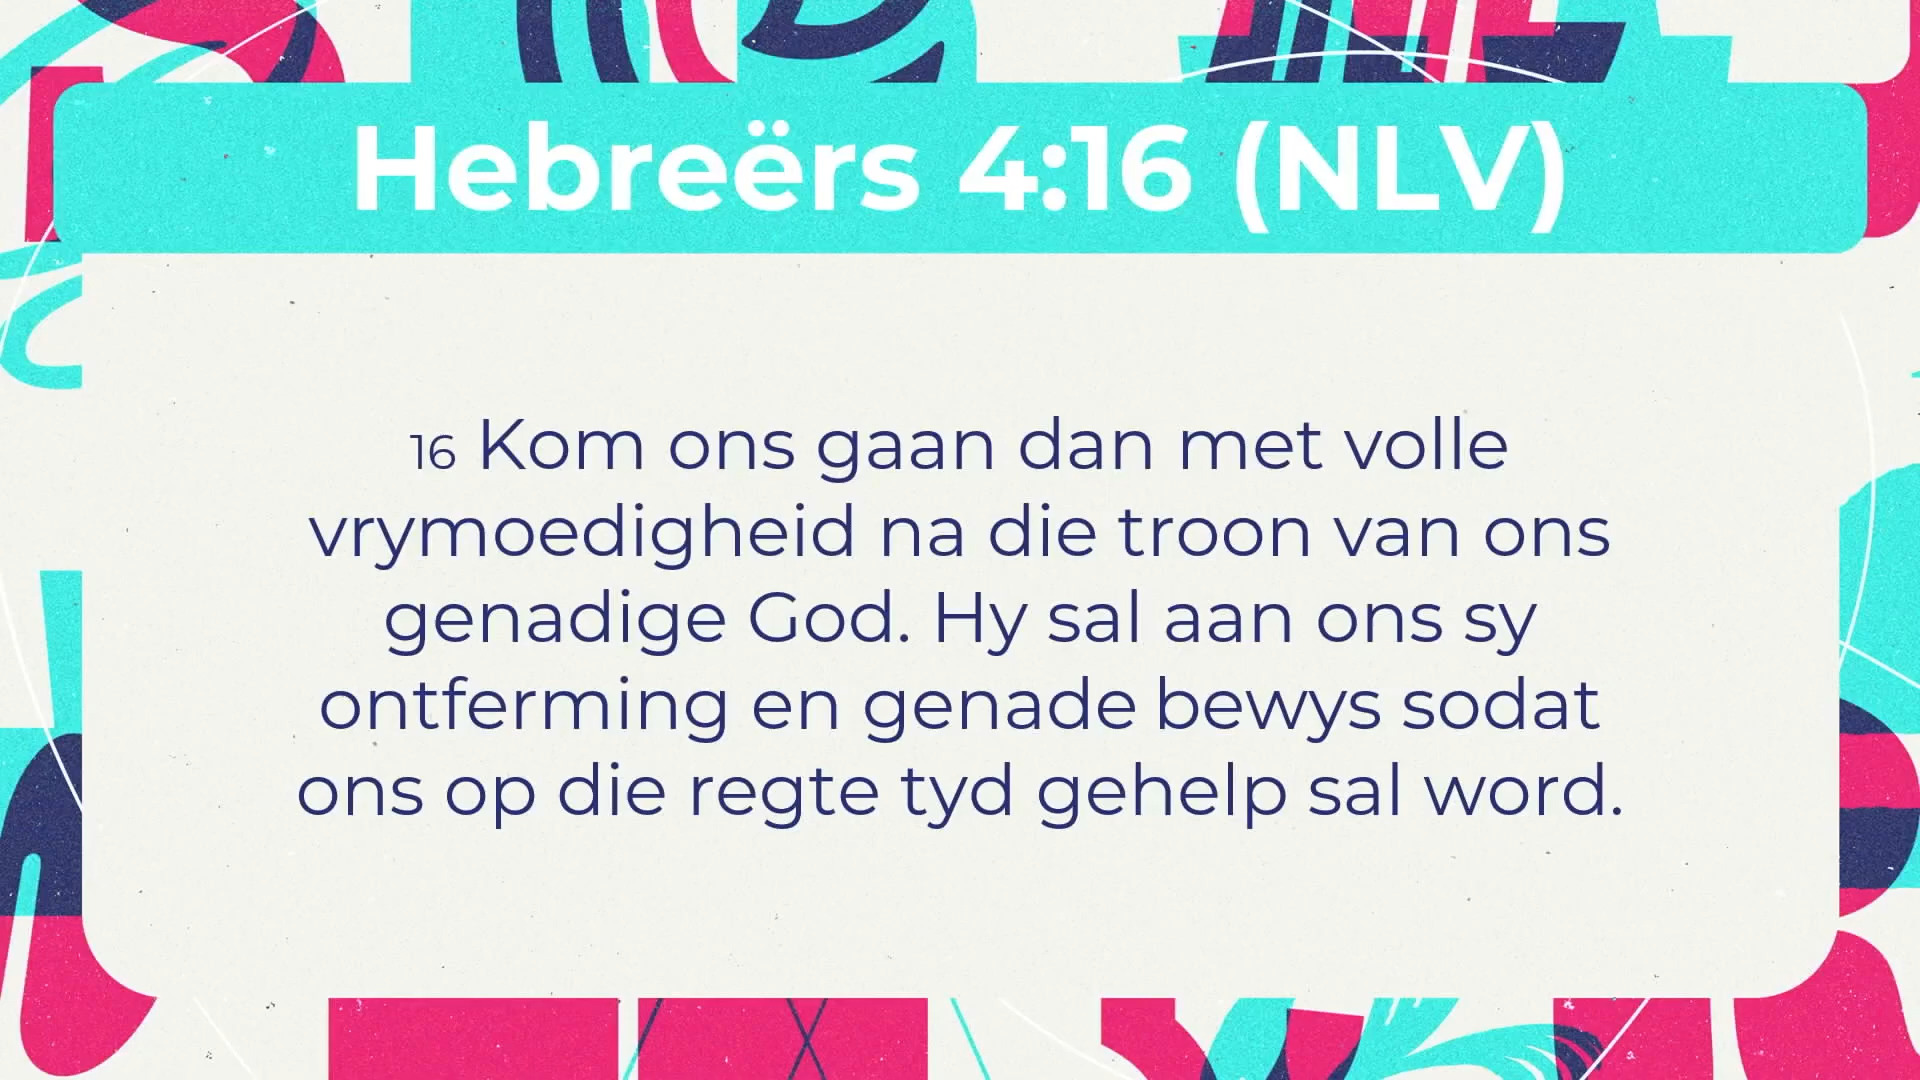 Hebreërs 4:16 (NLV)
16 Kom ons gaan dan met volle
vrymoedigheid na die troon van ons
genadige God. Hy sal aan ons sy
ontferming en genade bewys sodat
ons op die regte tyd gehelp sal word.